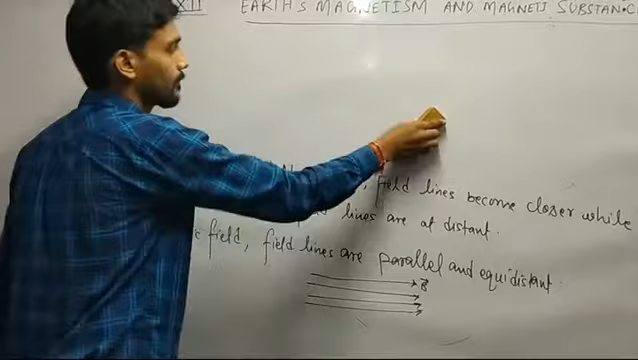 XII EARTH'S MAGNETISM AND MAGNETI SUBSTANC
field lines become closer while
lines are at distant.
c field, field lines are parallel and equidistant.
B